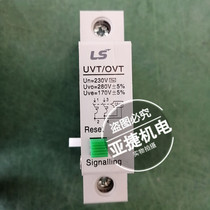 LS
UVT/OVT
Un=230V
Uvo=280V±5%
Uve=170V±5%
Reset
盗图必究
亚捷机电
Signalling